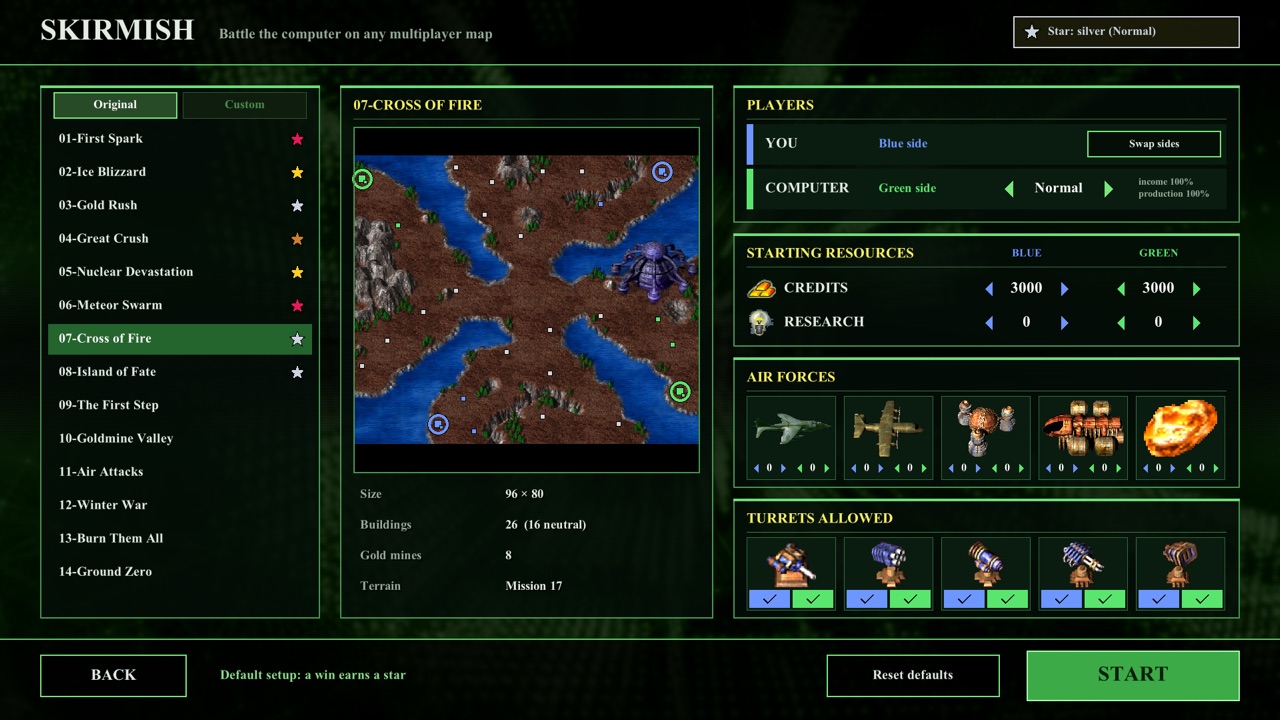 SKIRMISH
Battle the computer on any multiplayer map
Star: silver (Normal)
Original
Custom
01-First Spark
02-Ice Blizzard
03-Gold Rush
04-Great Crush
05-Nuclear Devastation
06-Meteor Swarm
07-Cross of Fire
08-Island of Fate
09-The First Step
10-Goldmine Valley
11-Air Attacks
12-Winter War
13-Burn Them All
14-Ground Zero
07-CROSS OF FIRE
Size 96 × 80
Buildings 26 (16 neutral)
Gold mines 8
Terrain Mission 17
PLAYERS
YOU Blue side Swap sides
COMPUTER Green side Normal
income 100%
production 100%
STARTING RESOURCES BLUE GREEN
CREDITS 3000 3000
RESEARCH 0 0
AIR FORCES
0 0 0 0 0 0 0 0 0 0
TURRETS ALLOWED
BACK
Default setup: a win earns a star
Reset defaults
START